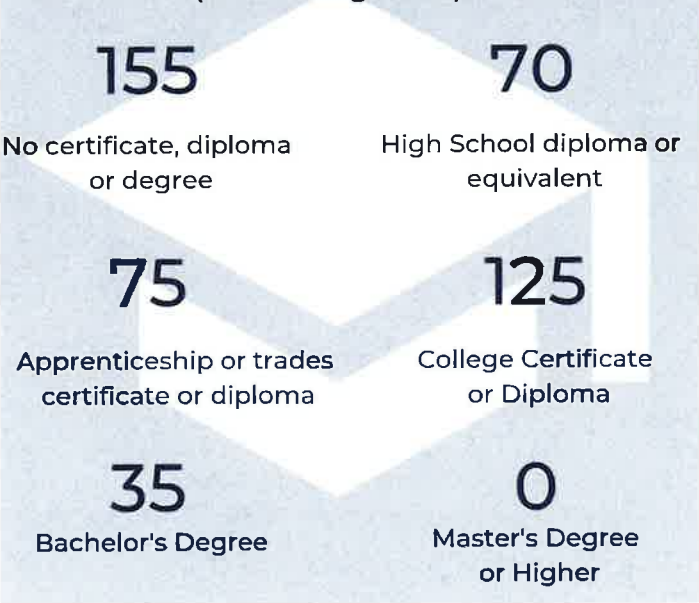 155
No certificate, diploma
or degree
70
High School diploma or
equivalent
75
Apprenticeship or trades
certificate or diploma
125
College Certificate
or Diploma
35
Bachelor's Degree
0
Master's Degree
or Higher